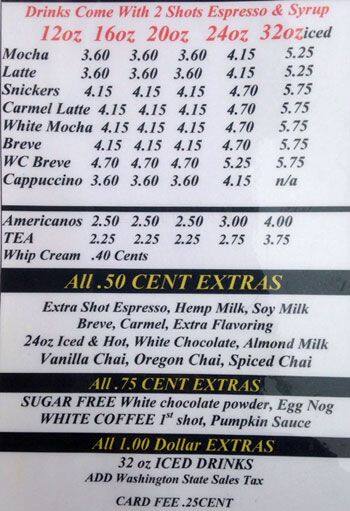 Drinks Come With 2 Shots Espresso & Syrup
12oz 16oz 20oz 24oz 32oz iced
Mocha 3.60 3.60 3.60 4.15 5.25
Latte 3.60 3.60 3.60 4.15 5.25
Snickers 4.15 4.15 4.15 4.70 5.75
Carmel Latte 4.15 4.15 4.15 4.70 5.75
White Mocha 4.15 4.15 4.15 4.70 5.75
Breve 4.15 4.15 4.15 4.70 5.75
WC Breve 4.70 4.70 4.70 5.25 5.75
Cappuccino 3.60 3.60 3.60 4.15 n/a
Americanos 2.50 2.50 2.50 3.00 4.00
TEA 2.25 2.25 2.25 2.75 3.75
Whip Cream .40 Cents
All .50 CENT EXTRAS
Extra Shot Espresso, Hemp Milk, Soy Milk
Breve, Carmel, Extra Flavoring
24oz Iced & Hot, White Chocolate, Almond Milk
Vanilla Chai, Oregon Chai, Spiced Chai
All .75 CENT EXTRAS
SUGAR FREE White chocolate powder, Egg Nog
WHITE COFFEE 1st shot, Pumpkin Sauce
All 1.00 Dollar EXTRAS
32 oz ICED DRINKS
ADD Washington State Sales Tax
CARD FEE .25CENT